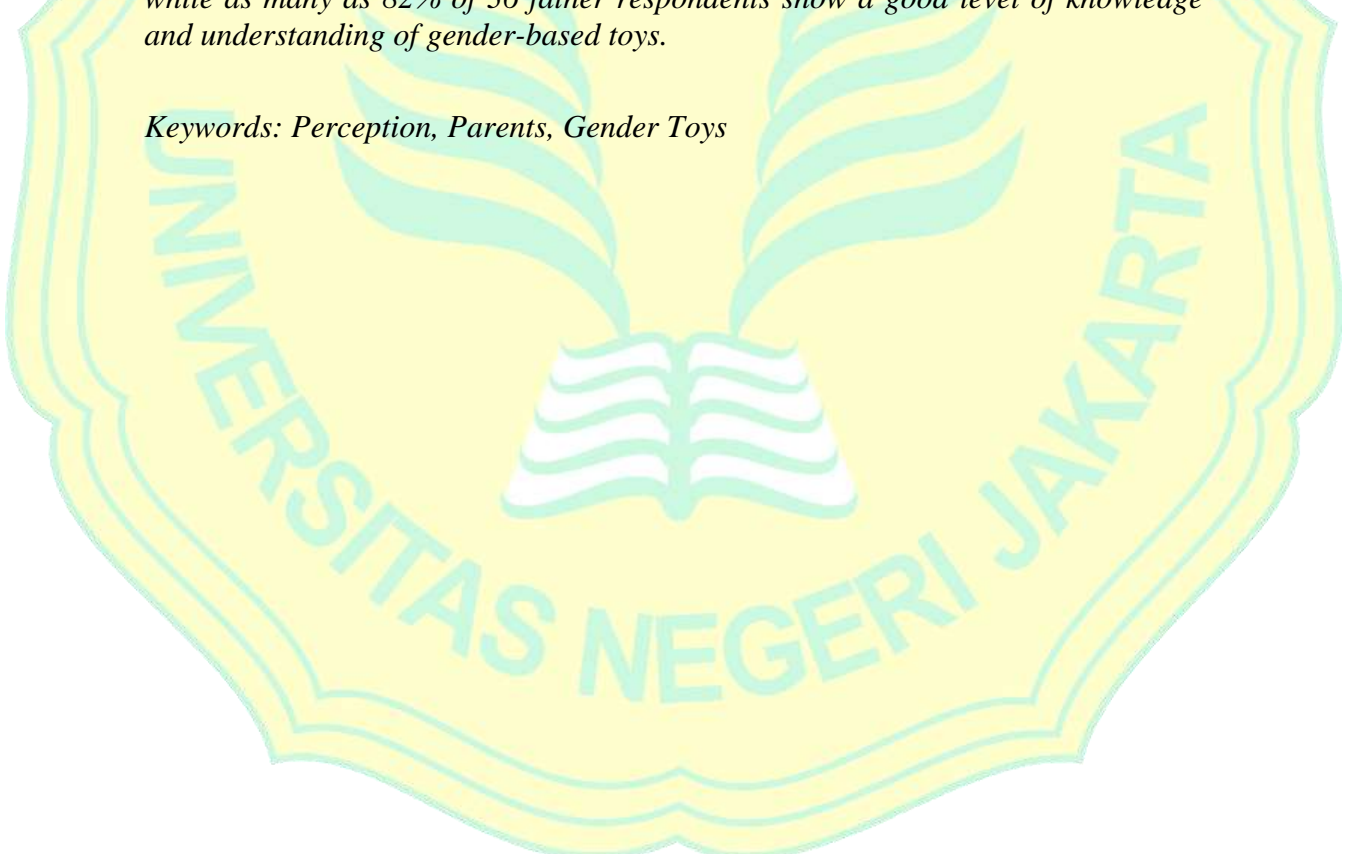 while as many as 82% of 50 father respondents show a good level of knowledge
and understanding of gender-based toys.
Keywords: Perception, Parents, Gender Toys
UNIVERSITAS NEGERI JAKARTA